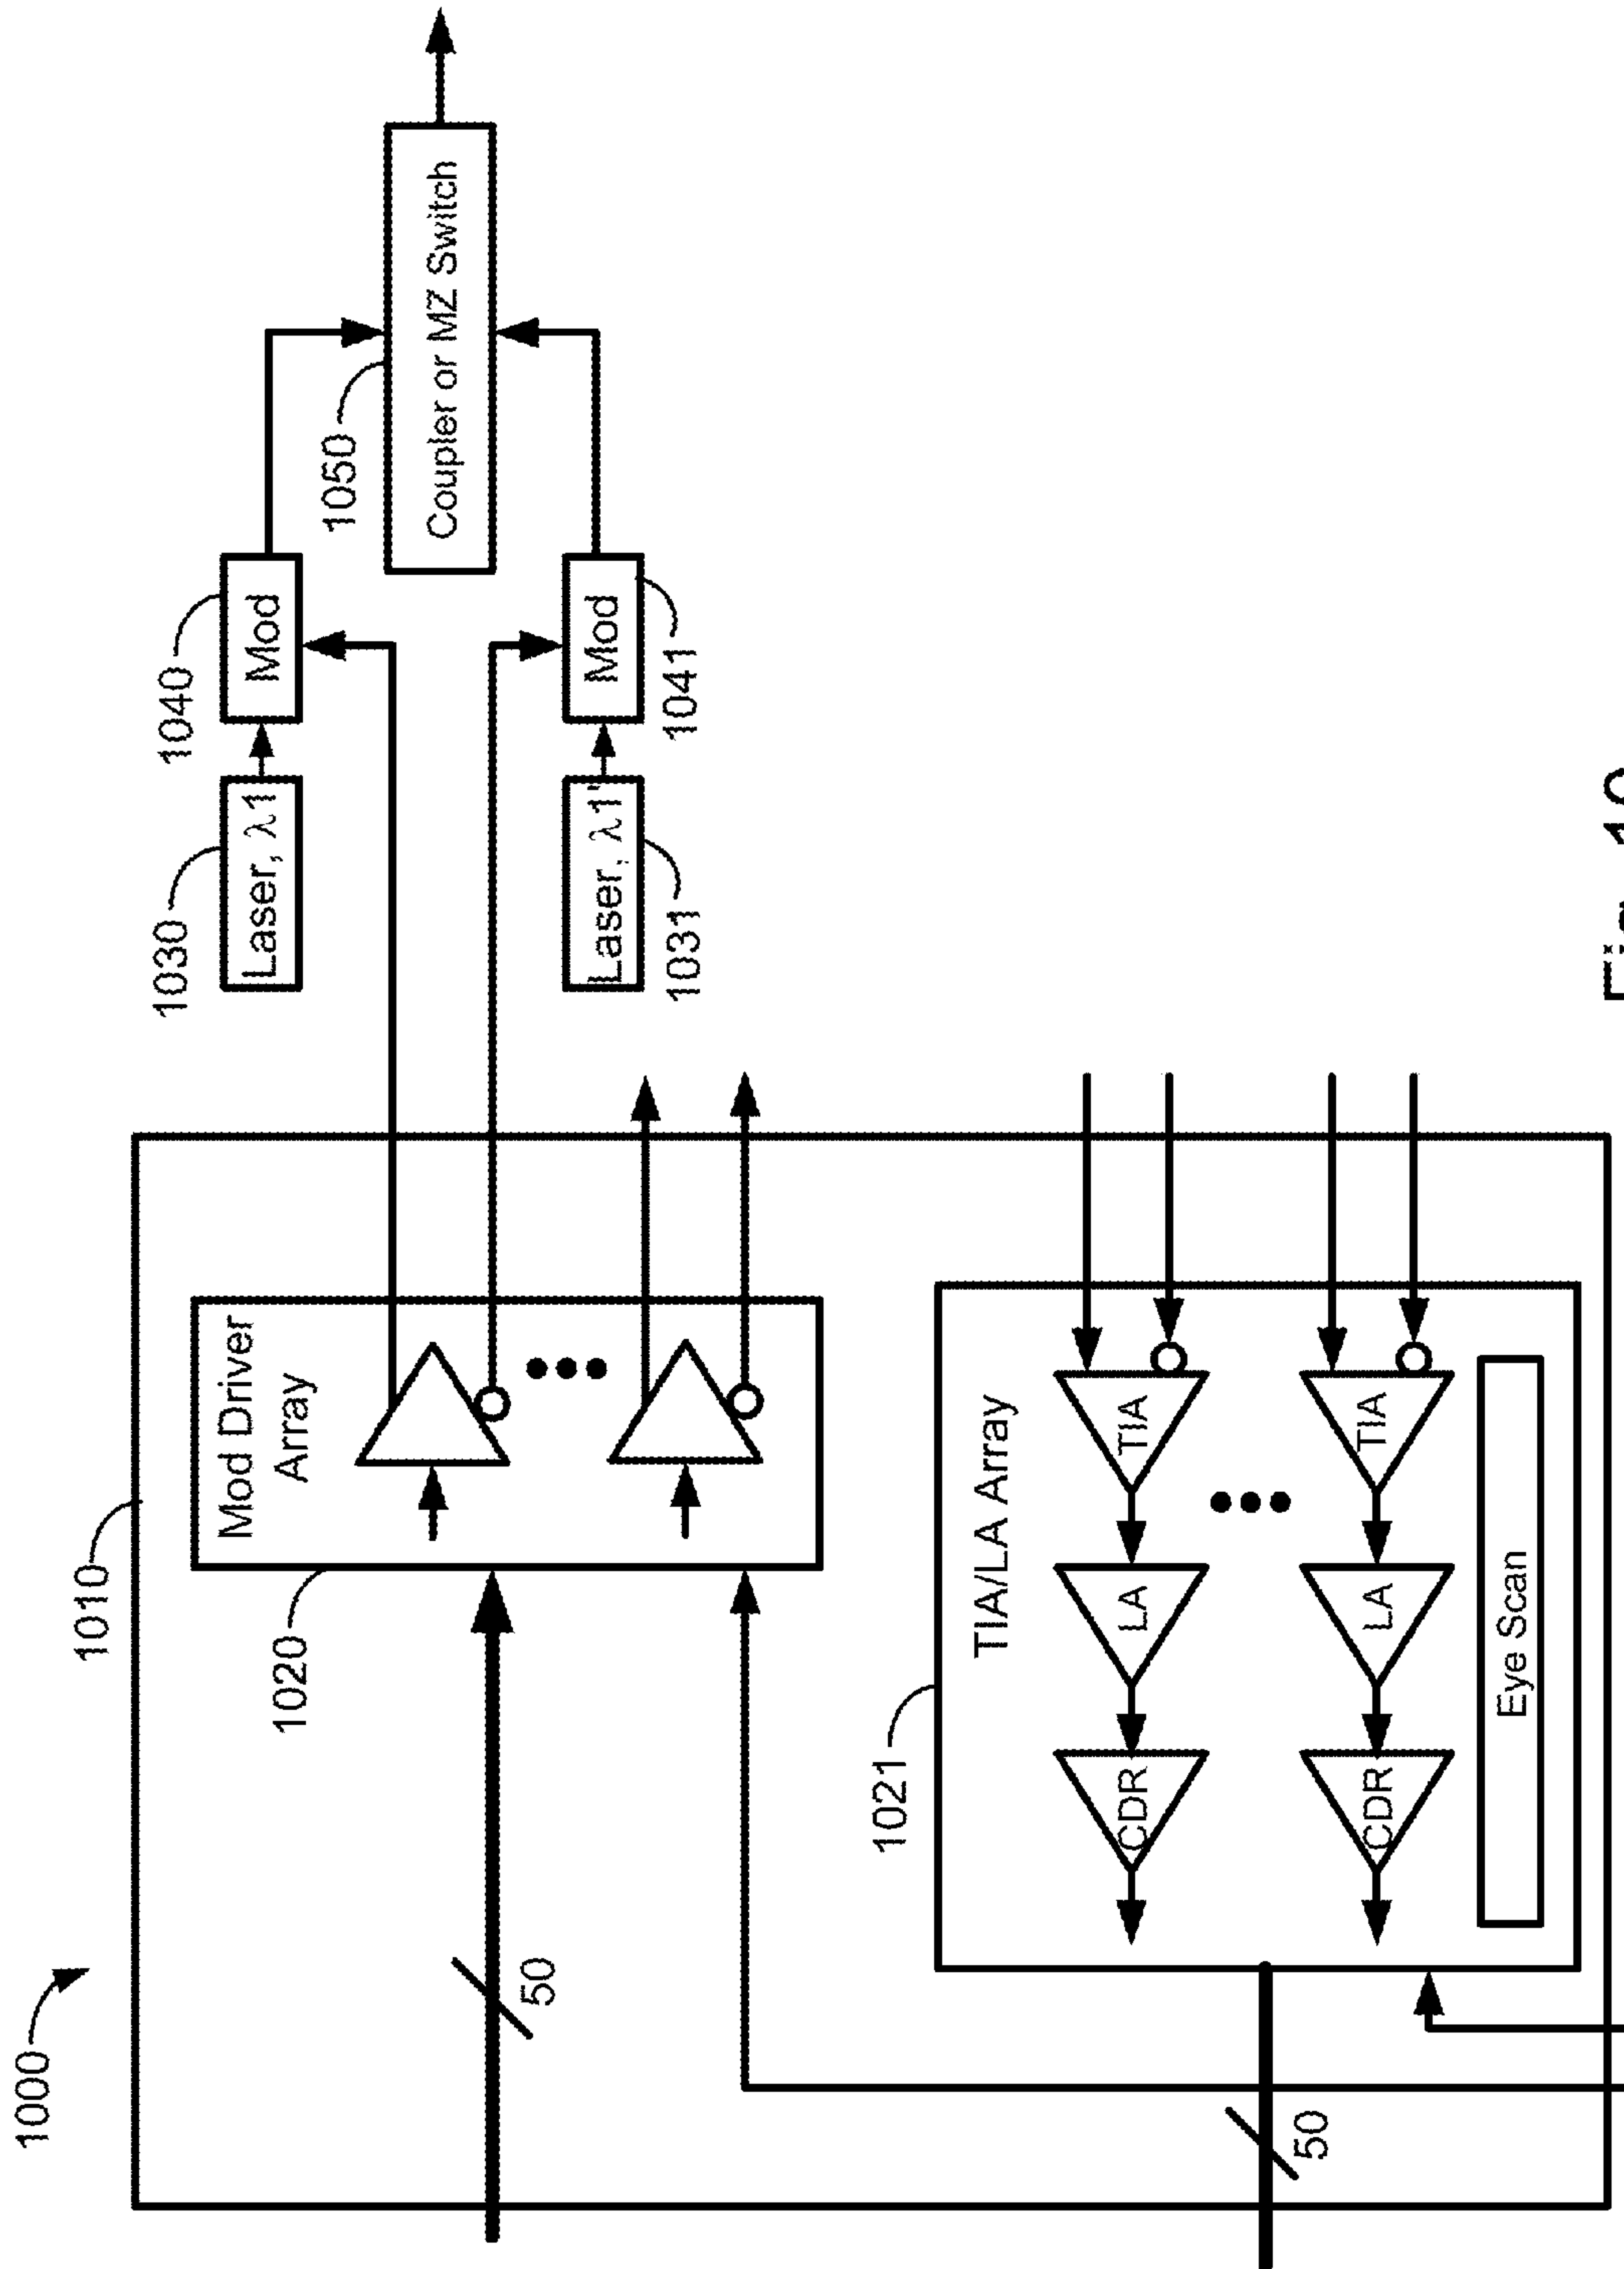 1000
1010
1020
Mod Driver
Array
50
1030
Laser, λ1
1040
Mod
1050
Coupler or MZ Switch
Laser, λ1'
1031
Mod
1041
1021
TIA/LA Array
CDR
LA
TIA
CDR
LA
TIA
Eye Scan
50